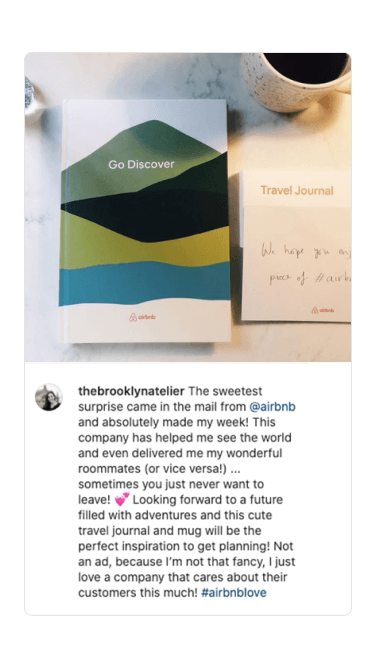 Go Discover
airbnb
Travel Journal
We hope you
piece of #airb
airbnb
thebrooklynatelier The sweetest
surprise came in the mail from @airbnb
and absolutely made my week! This
company has helped me see the world
and even delivered me my wonderful
roommates (or vice versa!) ...
sometimes you just never want to
leave! 💕 Looking forward to a future
filled with adventures and this cute
travel journal and mug will be the
perfect inspiration to get planning! Not
an ad, because I'm not that fancy, I just
love a company that cares about their
customers this much! #airbnblove